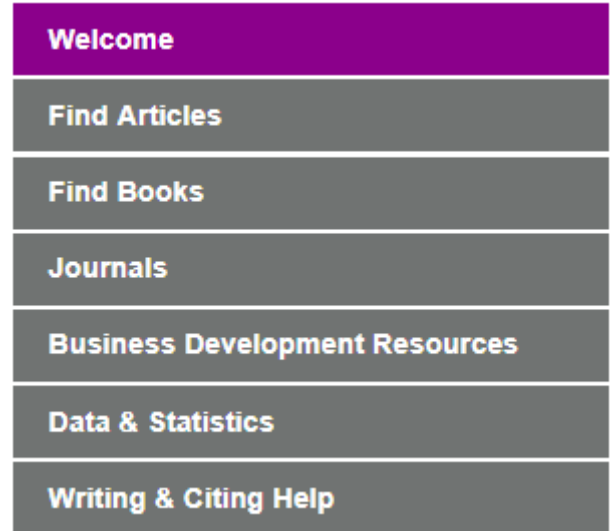 Welcome
Find Articles
Find Books
Journals
Business Development Resources
Data & Statistics
Writing & Citing Help